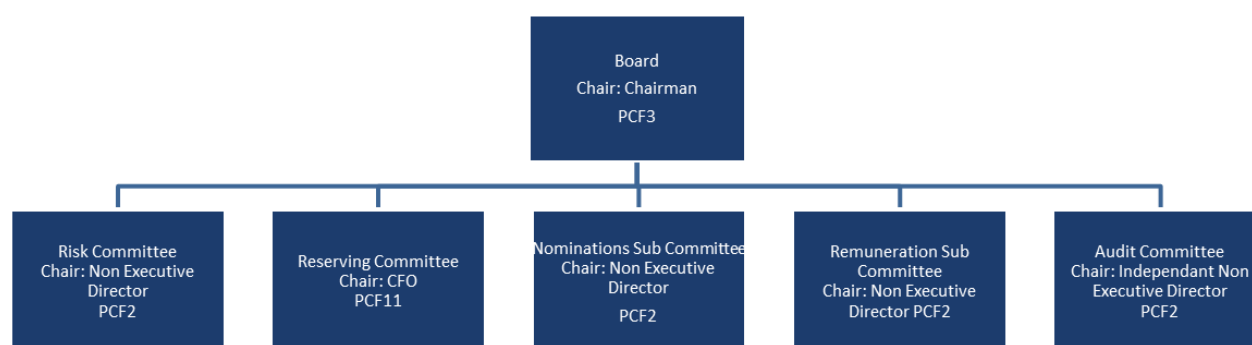 Board
Chair: Chairman
PCF3
Risk Committee
Chair: Non Executive
Director
PCF2
Reserving Committee
Chair: CFO
PCF11
Nominations Sub Committee
Chair: Non Executive
Director
PCF2
Remuneration Sub
Committee
Chair: Non Executive
Director PCF2
Audit Committee
Chair: Independant Non
Executive Director
PCF2